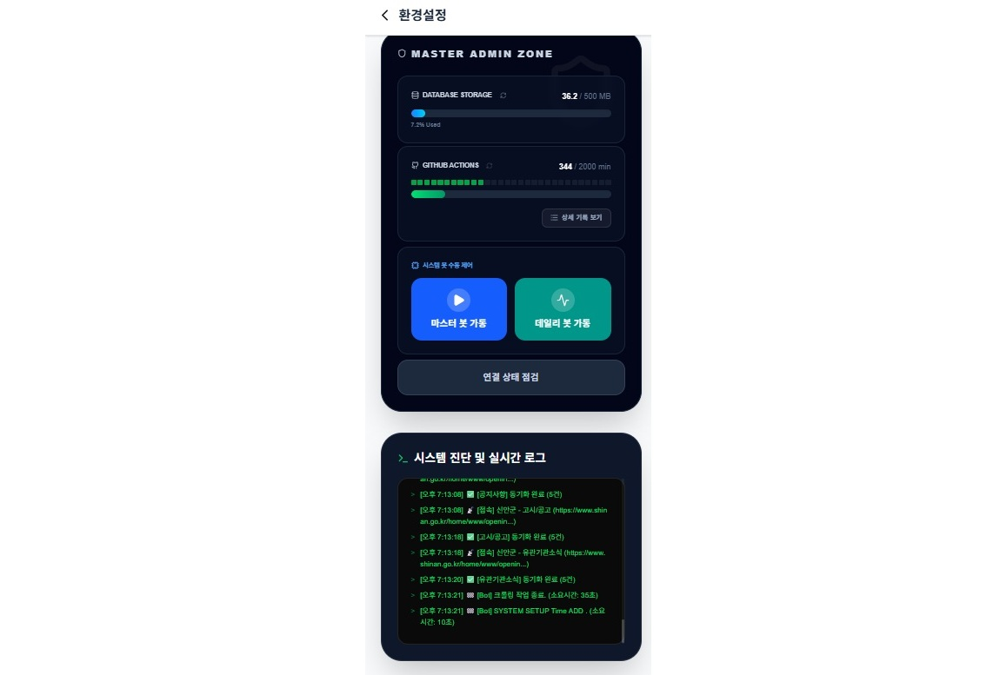 환경설정
MASTER ADMIN ZONE
DATABASE STORAGE
36.2 / 500 MB
7.2% Used
GITHUB ACTIONS
344 / 2000 min
상세 기록 보기
시스템 봇 수동 제어
마스터 봇 가동
데일리 봇 가동
연결 상태 점검
>_ 시스템 진단 및 실시간 로그
an.go.kr/home/www/openin...)
> [오후 7:13:08] ✅ [공지사항] 동기화 완료 (5건)
> [오후 7:13:08] 📡 [접속] 신안군 - 고시/공고 (https://www.shin
an.go.kr/home/www/openin...)
> [오후 7:13:18] ✅ [고시/공고] 동기화 완료 (5건)
> [오후 7:13:18] 📡 [접속] 신안군 - 유관기관소식 (https://www.
shinan.go.kr/home/www/openin...)
> [오후 7:13:20] ✅ [유관기관소식] 동기화 완료 (5건)
> [오후 7:13:21] 🏁 [Bot] 크롤링 작업 종료. (소요시간: 35초)
> [오후 7:13:21] 🏁 [Bot] SYSTEM SETUP Time ADD . (소요
시간: 10초)